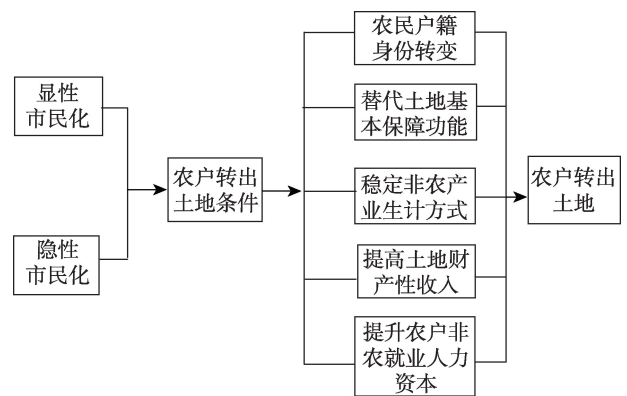 显性
市民化
隐性
市民化
农户转出
土地条件
农民户籍
身份转变
替代土地基
本保障功能
稳定非农产
业生计方式
提高土地财
产性收入
提升农户非
农就业人力
资本
农户转出
土地